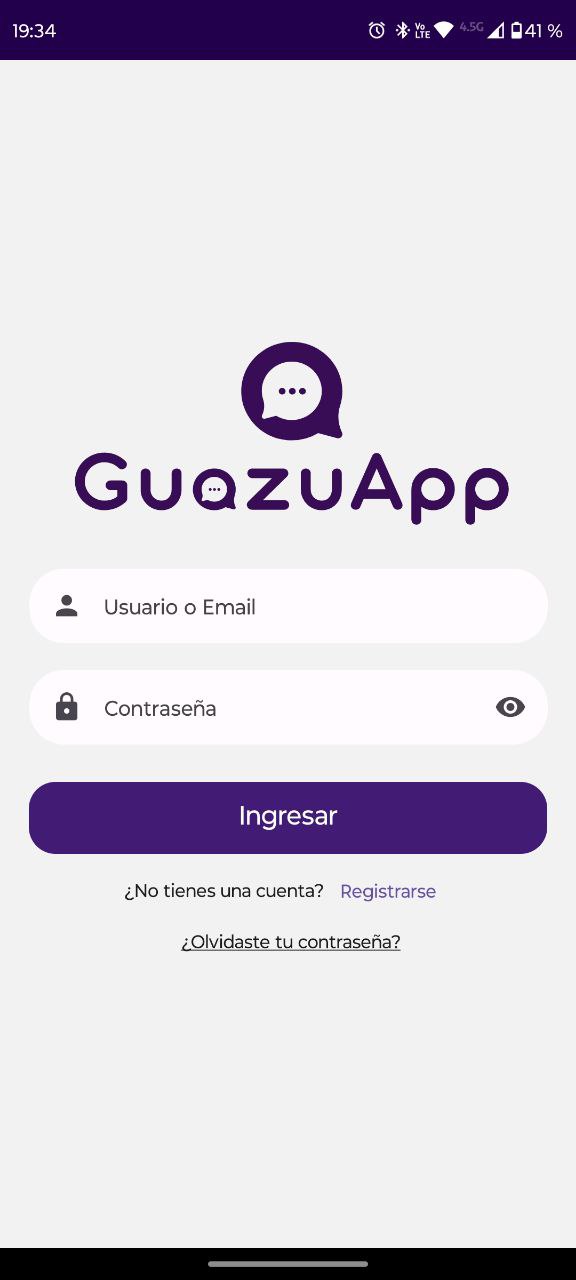 19:34 Vo LTE 4.5G 41 %
GuazuApp
Usuario o Email
Contraseña
Ingresar
¿No tienes una cuenta? Registrarse
¿Olvidaste tu contraseña?